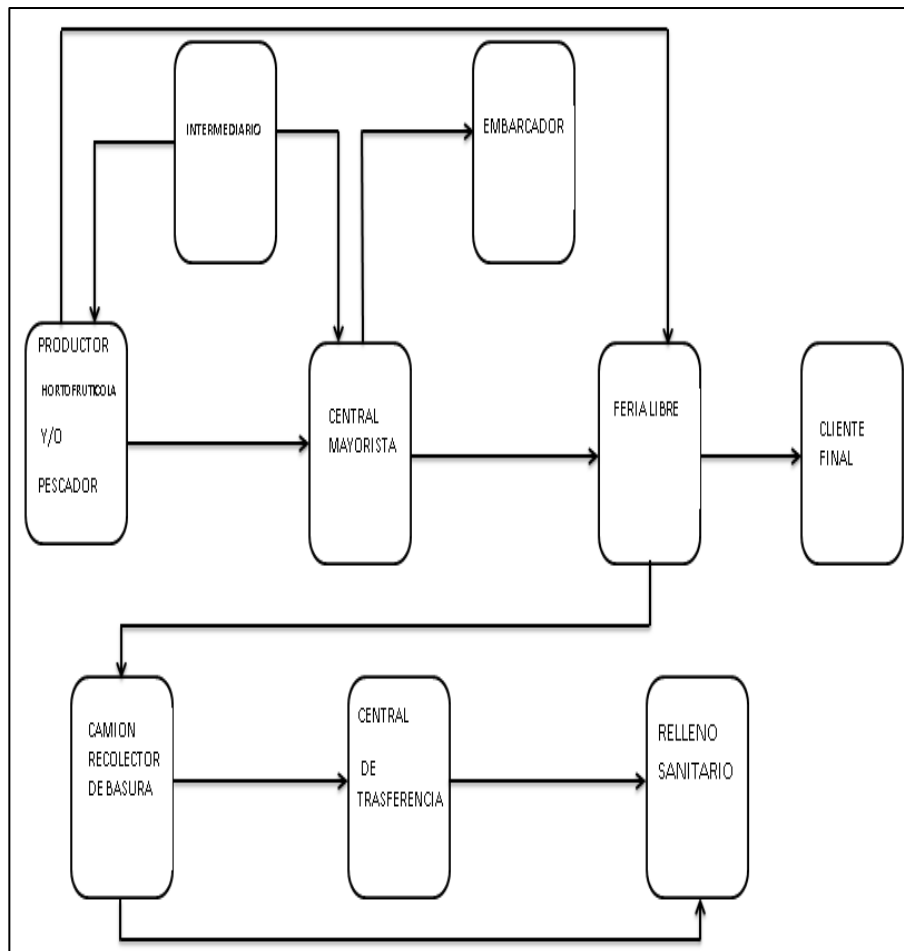 INTERMEDIARIO
EMBARCADOR
PRODUCTOR
HORTOFRUTICOLA
Y/O
PESCADOR
CENTRAL
MAYORISTA
FERIA LIBRE
CLIENTE
FINAL
CAMION
RECOLECTOR
DE BASURA
CENTRAL
DE
TRASFERENCIA
RELLENO
SANITARIO